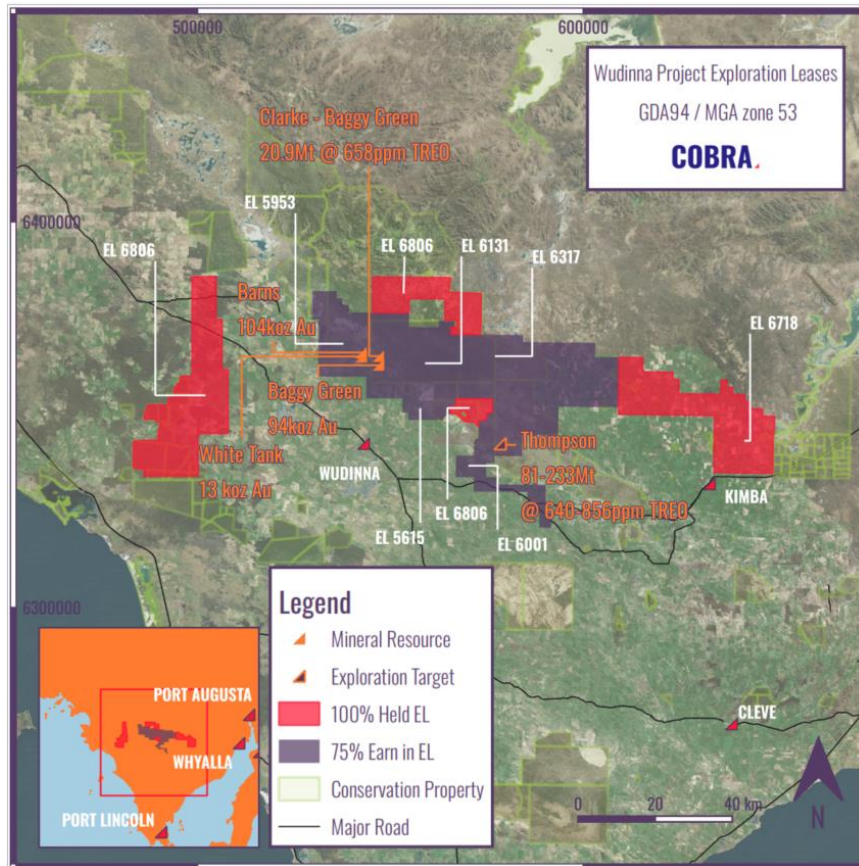 500000
600000
Wudinna Project Exploration Leases
GDA94 / MGA zone 53
COBRA
Clarke - Baggy Green
20.9Mt @ 658ppm TREO
6400000
EL 5953
EL 6806
EL 6131
EL 6317
EL 6806
Barns
104koz Au
EL 6718
Baggy Green
94koz Au
White Tank
13 koz Au
WUDINNA
Thompson
81-233Mt
@ 640-856ppm TREO
KIMBA
EL 5615
EL 6806
EL 6001
6300000
Legend
Mineral Resource
Exploration Target
100% Held EL
75% Earn in EL
Conservation Property
Major Road
PORT AUGUSTA
WHYALLA
PORT LINCOLN
CLEVE
0 20 40 km
N